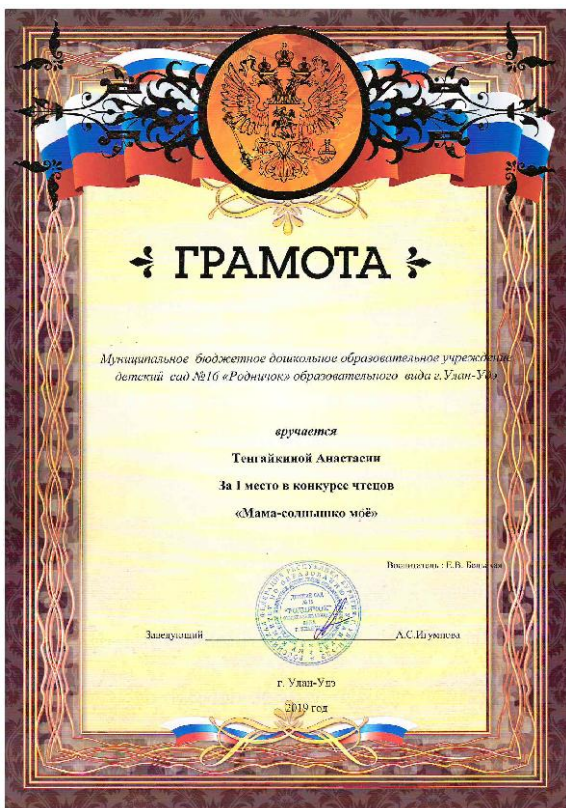 ГРАМОТА
Муниципальное бюджетное дошкольное образовательное учреждение
детский сад №16 «Родничок» образовательного вида г.Улан-Удэ
вручается
Тенгайкиной Анастасии
За I место в конкурсе чтецов
«Мама-солнышко моё»
Воспитатель : Е.В.
Заведующий А.С.Игумнова
г. Улан-Удэ
2019 год